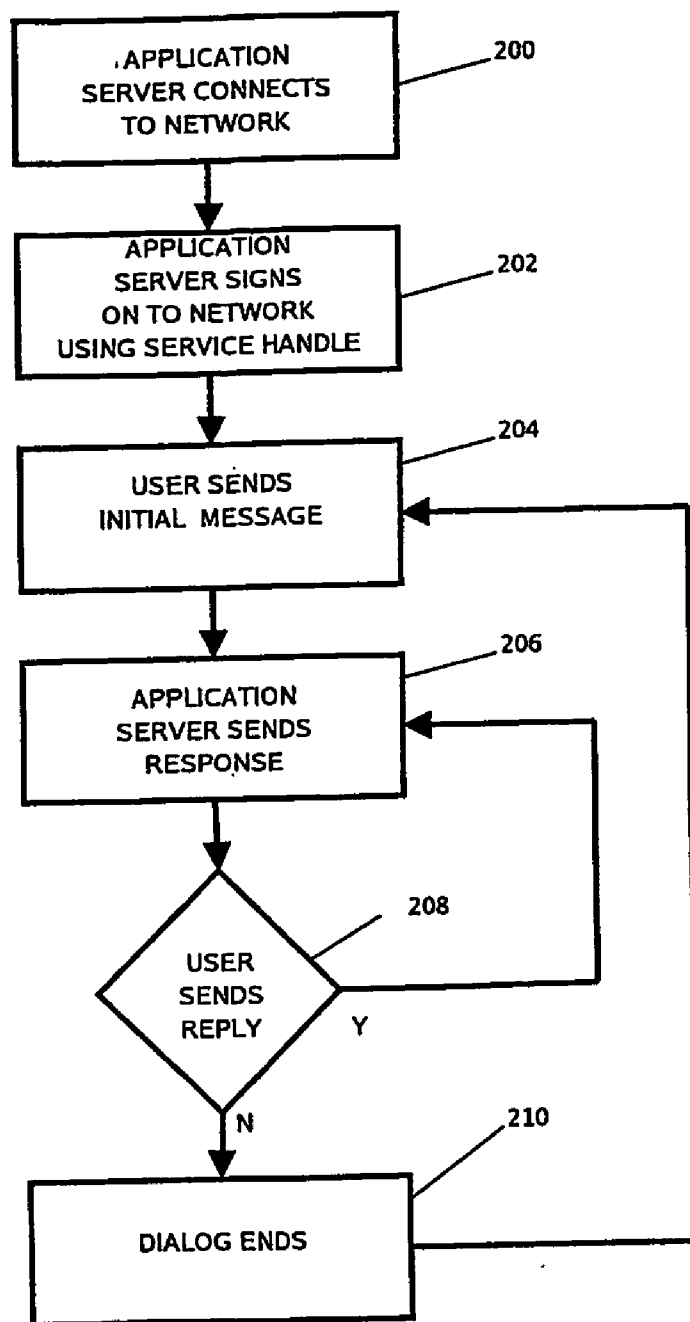 APPLICATION
SERVER CONNECTS
TO NETWORK
200
APPLICATION
SERVER SIGNS
ON TO NETWORK
USING SERVICE HANDLE
202
USER SENDS
INITIAL MESSAGE
204
APPLICATION
SERVER SENDS
RESPONSE
206
USER
SENDS
REPLY
208
Y
N
DIALOG ENDS
210